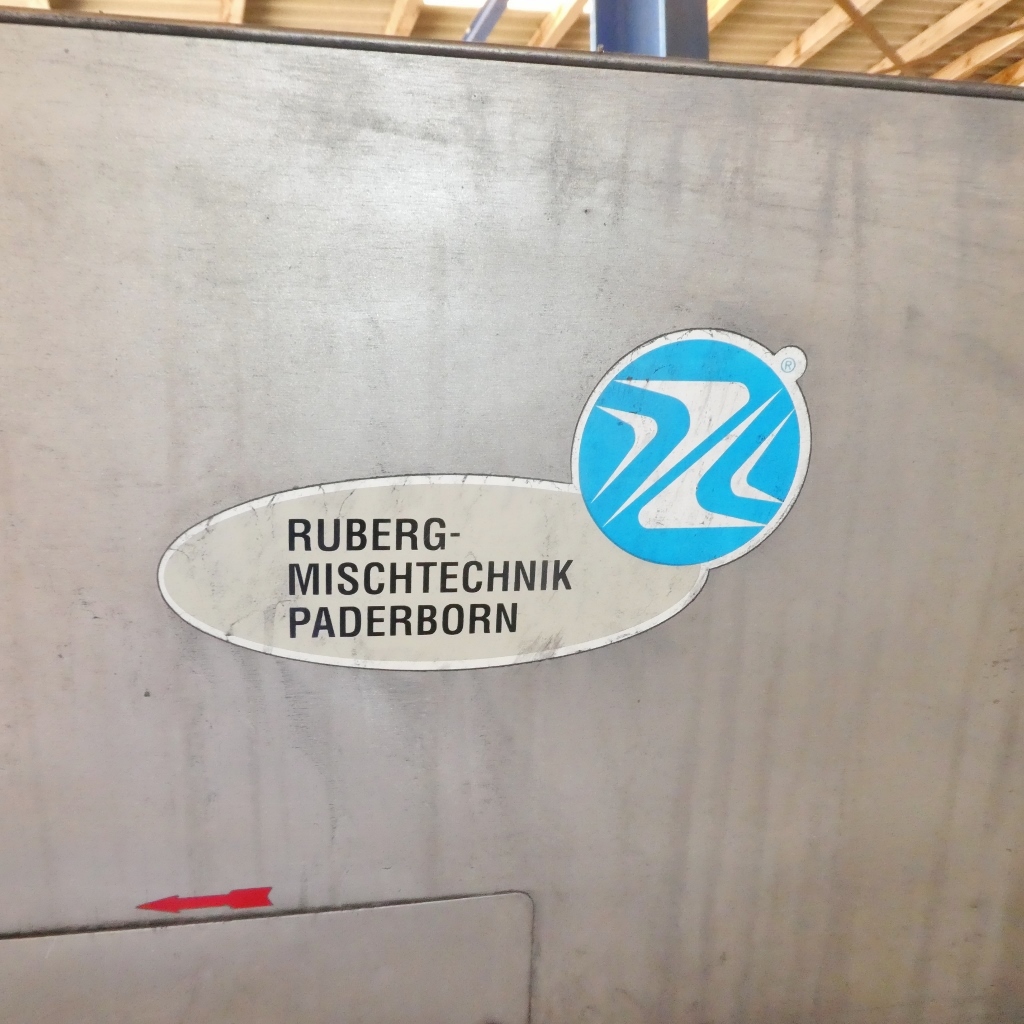 ®
RUBERG-
MISCHTECHNIK
PADERBORN